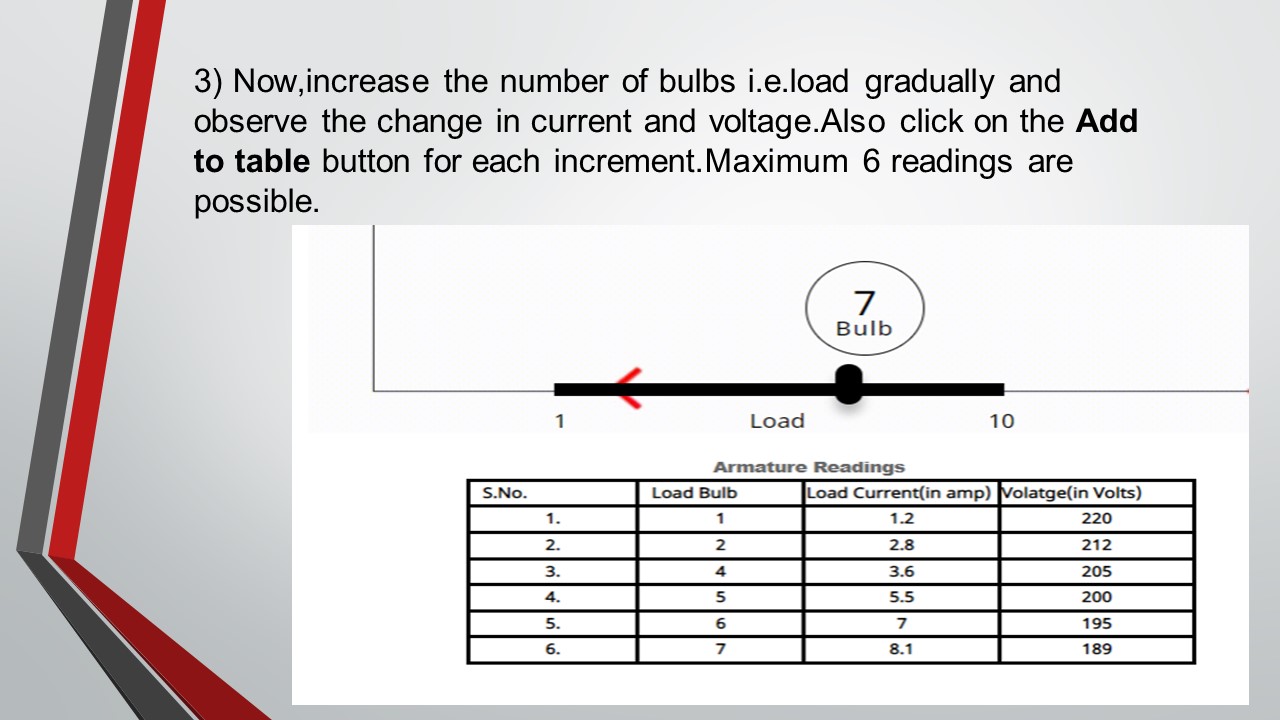 3) Now,increase the number of bulbs i.e.load gradually and
observe the change in current and voltage.Also click on the Add
to table button for each increment.Maximum 6 readings are
possible.
7
Bulb
1 Load 10
Armature Readings
S.No. Load Bulb Load Current(in amp) Volatge(in Volts)
1. 1 1.2 220
2. 2 2.8 212
3. 4 3.6 205
4. 5 5.5 200
5. 6 7 195
6. 7 8.1 189